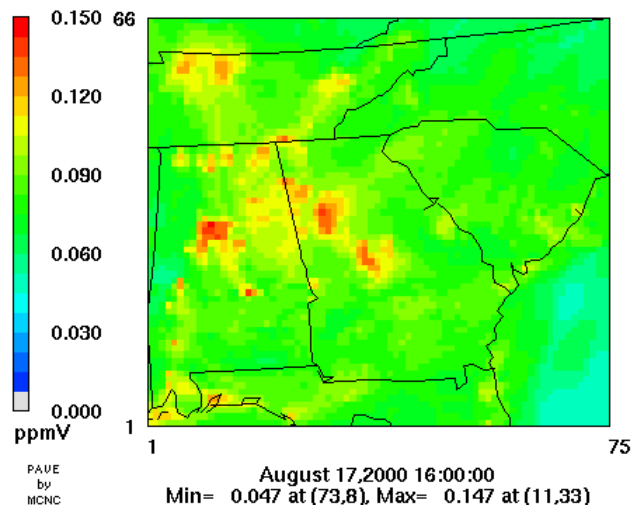 0.150
0.120
0.090
0.060
0.030
0.000
ppmV
PAVE
by
MCNC
66
1
1
75
August 17,2000 16:00:00
Min= 0.047 at (73,8), Max= 0.147 at (11,33)